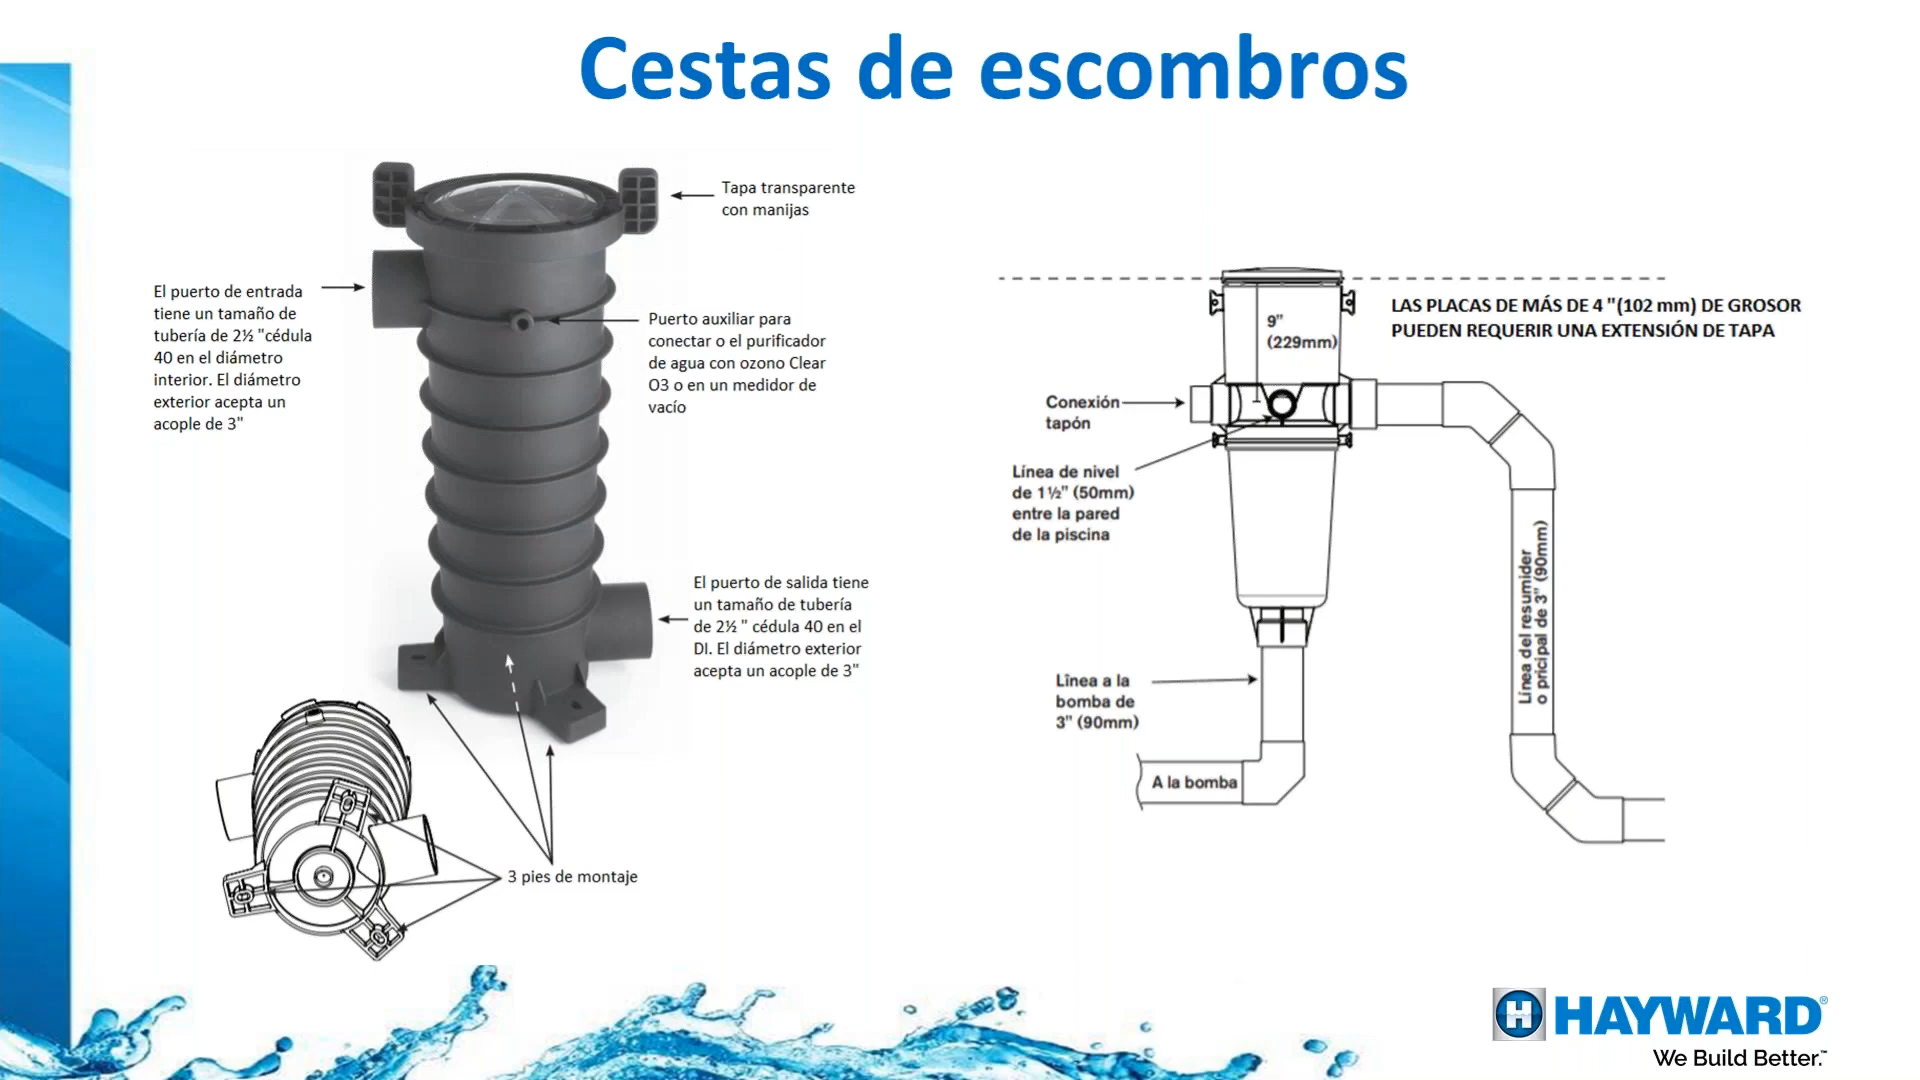 Cestas de escombros
Tapa transparente
con manijas
El puerto de entrada
tiene un tamaño de
tubería de 2½ "cédula
40 en el diámetro
interior. El diámetro
exterior acepta un
acople de 3"
Puerto auxiliar para
conectar o el purificador
de agua con ozono Clear
O3 o en un medidor de
vacío
El puerto de salida tiene
un tamaño de tubería
de 2½ " cédula 40 en el
DI. El diámetro exterior
acepta un acople de 3"
3 pies de montaje
LAS PLACAS DE MÁS DE 4 "(102 mm) DE GROSOR
PUEDEN REQUERIR UNA EXTENSIÓN DE TAPA
9"
(229mm)
Conexión
tapón
Línea de nivel
de 1½" (50mm)
entre la pared
de la piscina
Línea del resumider
o pricipal de 3" (90mm)
Lînea a la
bomba de
3" (90mm)
A la bomba
H HAYWARD®
We Build Better.™